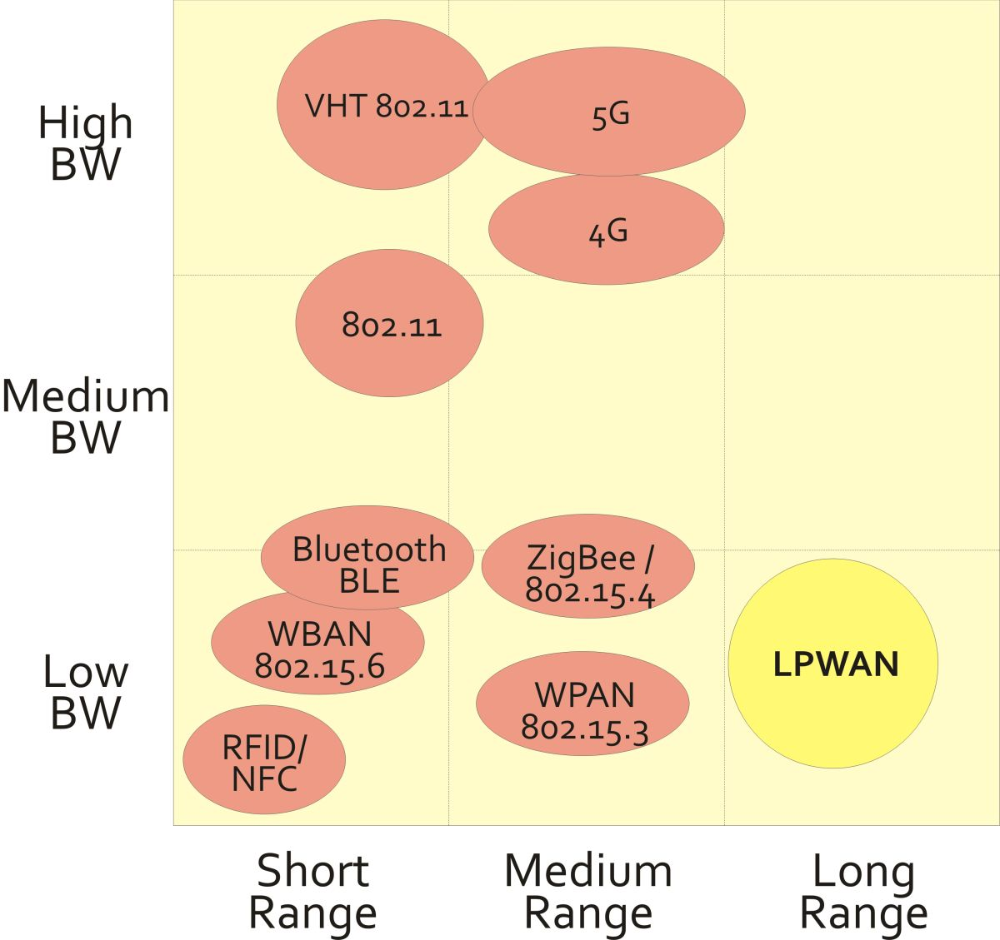 High
BW
VHT 802.11
5G
4G
802.11
Medium
BW
Bluetooth
BLE
ZigBee /
802.15.4
WBAN
802.15.6
LPWAN
Low
BW
WPAN
802.15.3
RFID/
NFC
Short
Range
Medium
Range
Long
Range